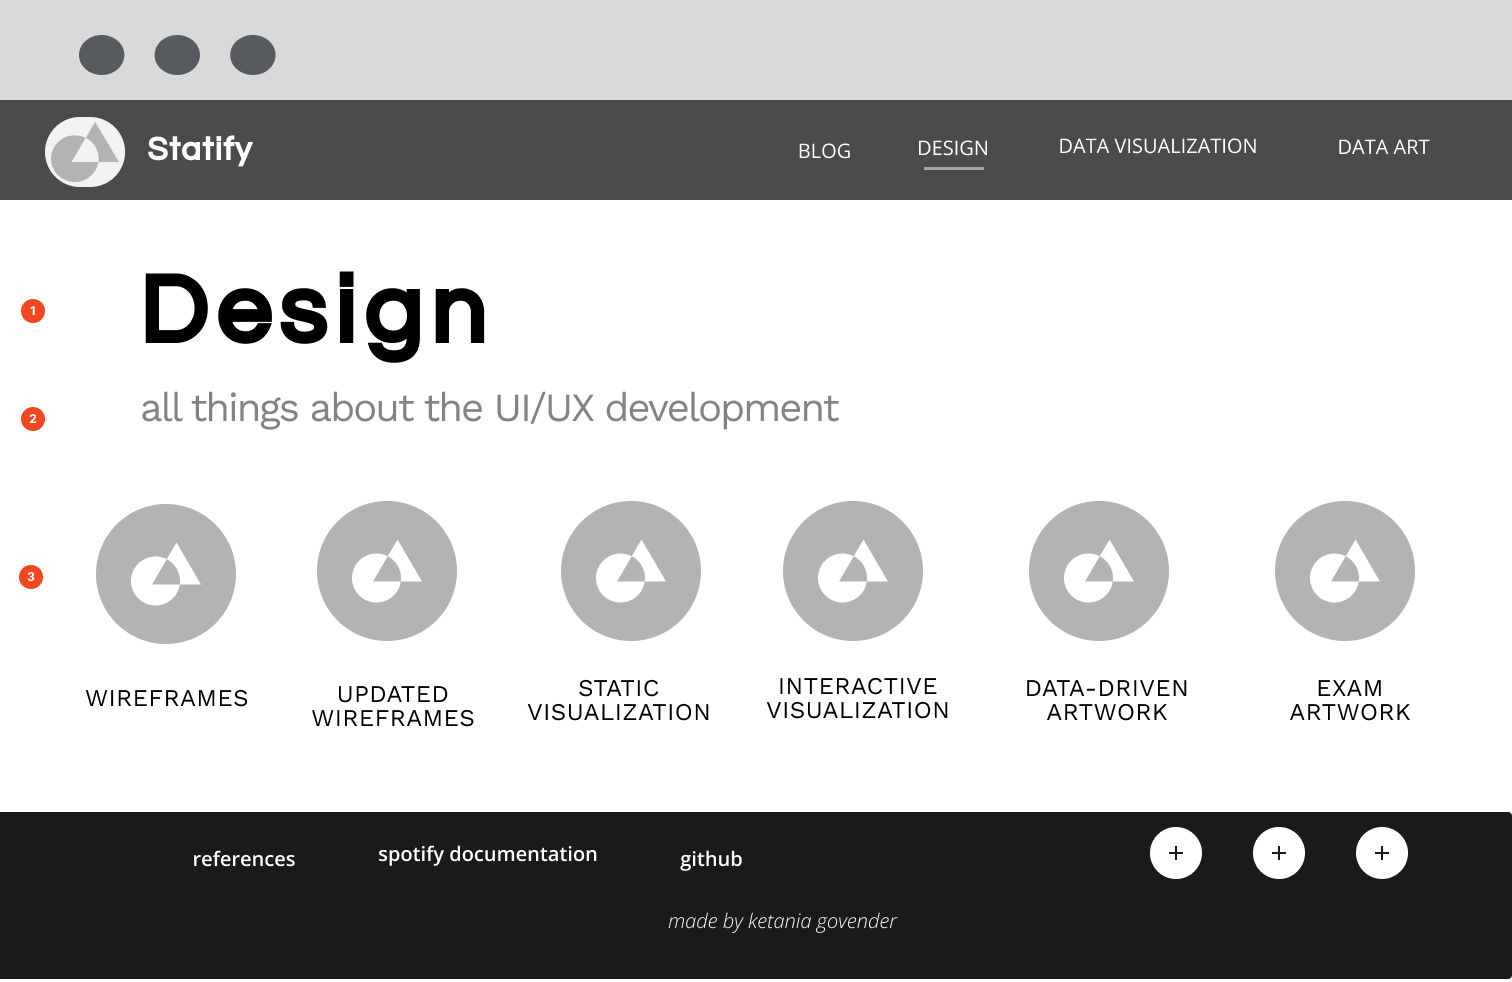 Statify
BLOG
DESIGN
DATA VISUALIZATION
DATA ART
1
Design
2
all things about the UI/UX development
3
WIREFRAMES
UPDATED
WIREFRAMES
STATIC
VISUALIZATION
INTERACTIVE
VISUALIZATION
DATA-DRIVEN
ARTWORK
EXAM
ARTWORK
references
spotify documentation
github
+
+
+
made by ketania govender